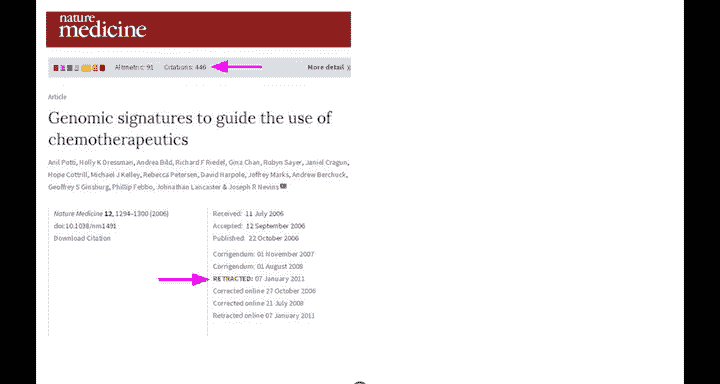 nature
medicine
Altmetric: 91 Citations: 446 More detail
Article
Genomic signatures to guide the use of
chemotherapeutics
Anil Potti, Holly K Dressman, Andrea Bild, Richard F Riedel, Gina Chan, Robyn Sayer, Janiel Cragun,
Hope Cottrill, Michael J Kelley, Rebecca Petersen, David Harpole, Jeffrey Marks, Andrew Berchuck,
Geoffrey S Ginsburg, Phillip Febbo, Johnathan Lancaster & Joseph R Nevins
Nature Medicine 12, 1294–1300 (2006)
doi:10.1038/nm1491
Download Citation
Received: 11 July 2006
Accepted: 12 September 2006
Published: 22 October 2006
Corrigendum: 01 November 2007
Corrigendum: 01 August 2008
RETRACTED: 07 January 2011
Corrected online 27 October 2006
Corrected online 21 July 2008
Retracted online 07 January 2011